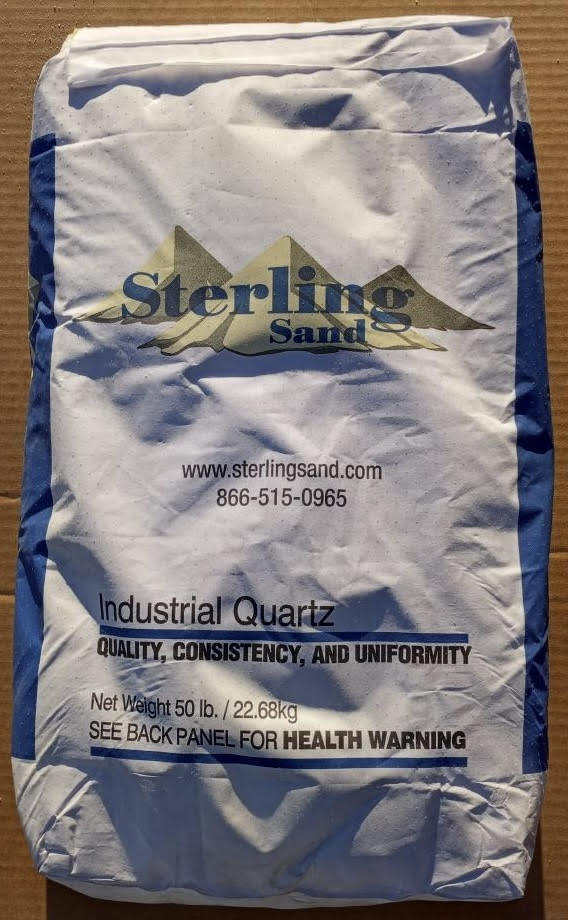 Sterling
Sand
www.sterlingsand.com
866-515-0965
Industrial Quartz
QUALITY, CONSISTENCY, AND UNIFORMITY
Net Weight 50 lb. / 22.68kg
SEE BACK PANEL FOR HEALTH WARNING